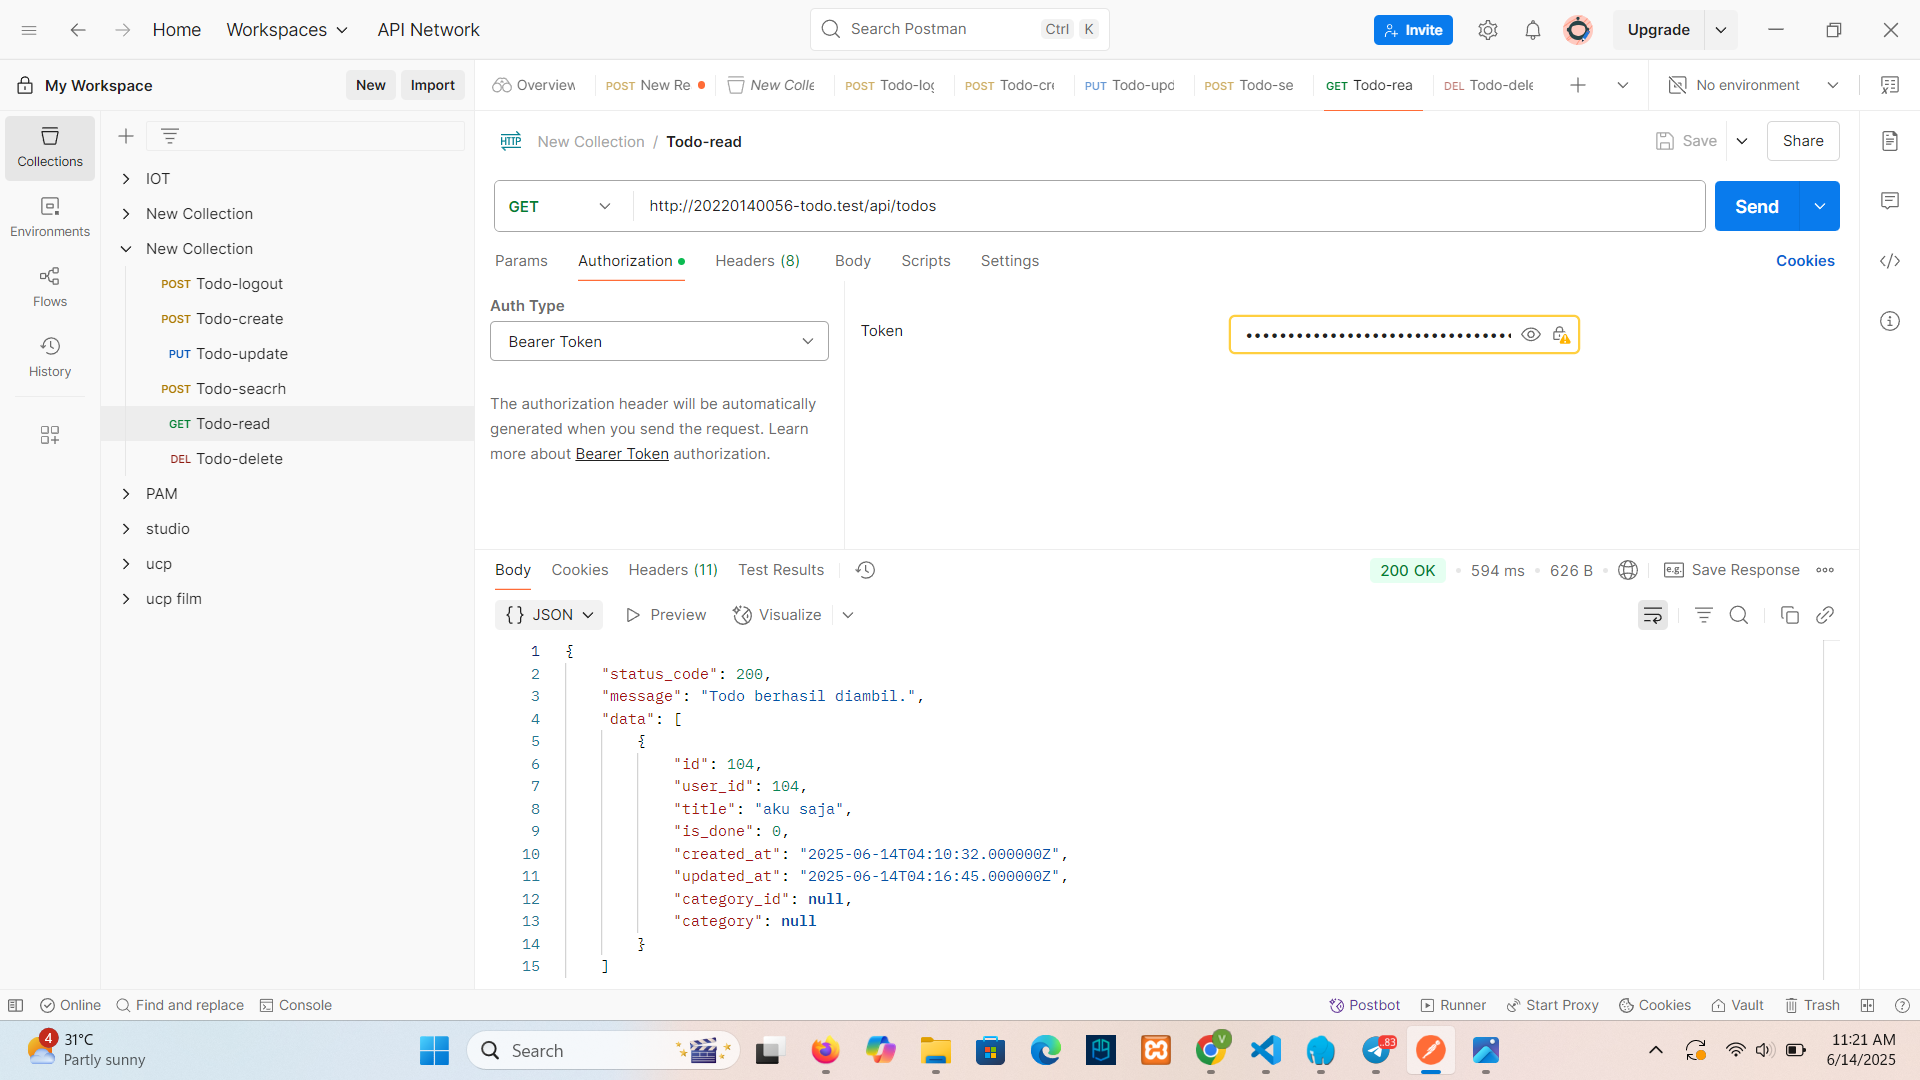 Home
Workspaces
API Network
Search Postman
Ctrl
K
Invite
Upgrade
My Workspace
New
Import
Overview
POST New Re
New Colle
POST Todo-log
POST Todo-cre
PUT Todo-upd
POST Todo-se
GET Todo-rea
DEL Todo-dele
No environment
Collections
Environments
Flows
History
IOT
New Collection
New Collection
POST Todo-logout
POST Todo-create
PUT Todo-update
POST Todo-seacrh
GET Todo-read
DEL Todo-delete
PAM
studio
ucp
ucp film
HTTP
New Collection / Todo-read
Save
Share
GET
http://20220140056-todo.test/api/todos
Send
Params
Authorization
Headers (8)
Body
Scripts
Settings
Cookies
Auth Type
Bearer Token
The authorization header will be automatically
generated when you send the request. Learn
more about Bearer Token authorization.
Token
Body
Cookies
Headers (11)
Test Results
200 OK
594 ms
626 B
e.g.
Save Response
{} JSON
Preview
Visualize
1 {
2 "status_code": 200,
3 "message": "Todo berhasil diambil.",
4 "data": [
5 {
6 "id": 104,
7 "user_id": 104,
8 "title": "aku saja",
9 "is_done": 0,
10 "created_at": "2025-06-14T04:10:32.000000Z",
11 "updated_at": "2025-06-14T04:16:45.000000Z",
12 "category_id": null,
13 "category": null
14 }
15 ]
Online
Find and replace
Console
Postbot
Runner
Start Proxy
Cookies
Vault
Trash
4
31°C
Partly sunny
Search
V
83
11:21 AM
6/14/2025